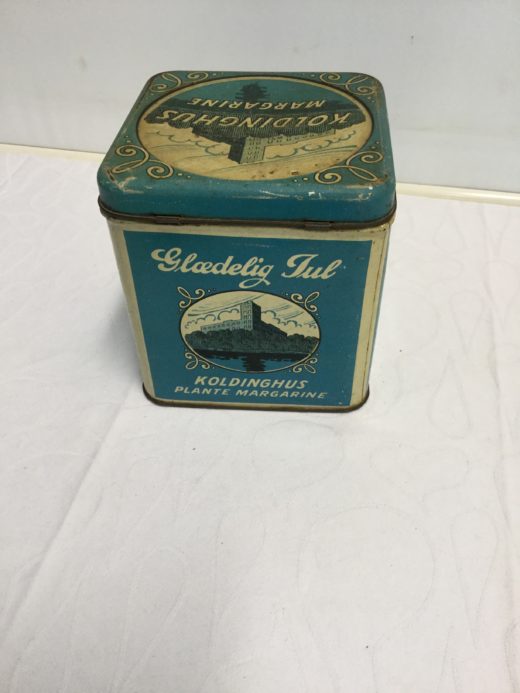 KOLDINGHUS
MARGARINE
Glædelig Jul
KOLDINGHUS
PLANTE MARGARINE